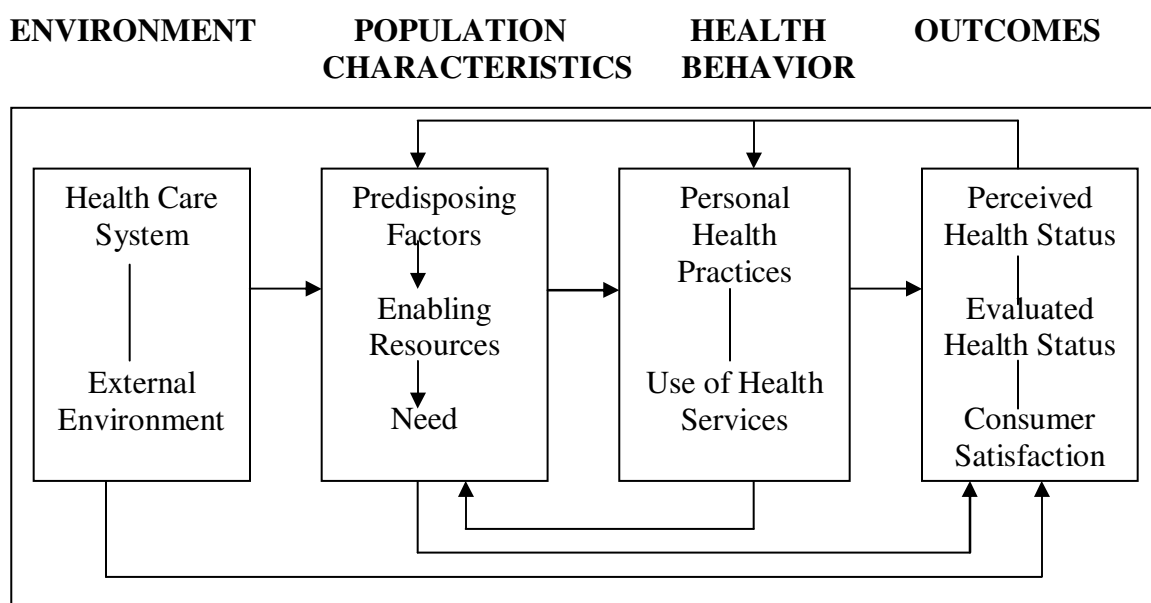 ENVIRONMENT
POPULATION
CHARACTERISTICS
HEALTH
BEHAVIOR
OUTCOMES
Health Care
System
External
Environment
Predisposing
Factors
Enabling
Resources
Need
Personal
Health
Practices
Use of Health
Services
Perceived
Health Status
Evaluated
Health Status
Consumer
Satisfaction